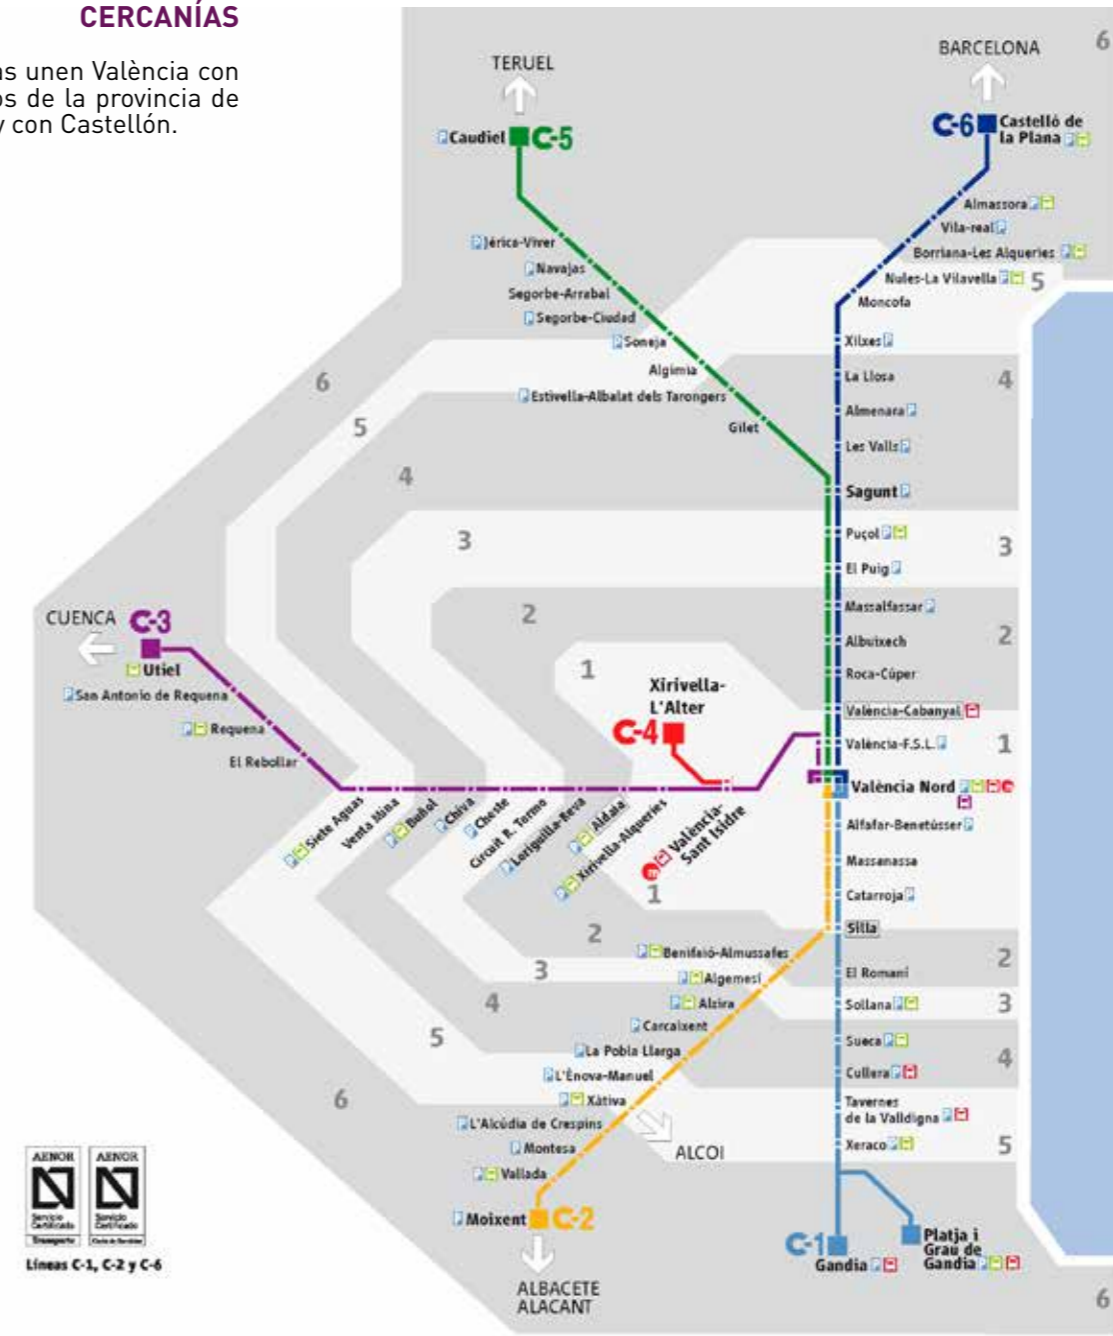 CERCANÍAS
as unen València con
os de la provincia de
y con Castellón.
TERUEL
BARCELONA
6
Caudiel C-5
C-6 Castelló de
la Plana
Almassora
Vila-real
Borriana-Les Alqueries
Nules-La Vilavella 5
Moncofa
Jérica-Viver
Navajas
Segorbe-Arrabal
Segorbe-Ciudad
Soneja
Algimia
Estivella-Albalat dels Tarongers
Gilet
Xilxes
La Llosa 4
Almenara
Les Valls
Sagunt
6
5
4
3
2
1
Puçol
El Puig 3
Massalfassar
Albuixech 2
Roca-Cúper
València-Cabanyal
València-F.S.L. 1
València Nord
CUENCA C-3
Utiel
San Antonio de Requena
Requena
El Rebollar
Xirivella-
L'Alter
C-4
Siete Aguas
Venta Mina
Buñol
Chiva
Cheste
Circuit R. Tormo
Loriguilla-Reva
Aldaia
Xirivella-Alqueries
m València-
Sant Isidre
Alfafar-Benetússer
Massanassa
Catarroja
Silla
El Romaní 2
Sollana 3
Sueca
4
Cullera
Tavernes
de la Valldigna
Xeraco 5
1
2
3
4
5
6
Benifaió-Almussafes
Algemesí
Alzira
Carcaixent
La Pobla Llarga
L'Ènova-Manuel
Xàtiva
L'Alcúdia de Crespins
Montesa
Vallada
Moixent C-2
ALCOI
ALBACETE
ALACANT
C-1
Gandia
Platja i
Grau de
Gandia
6
AENOR AENOR
N N
Servicio
Certificado
Transporte
Líneas C-1, C-2 y C-6